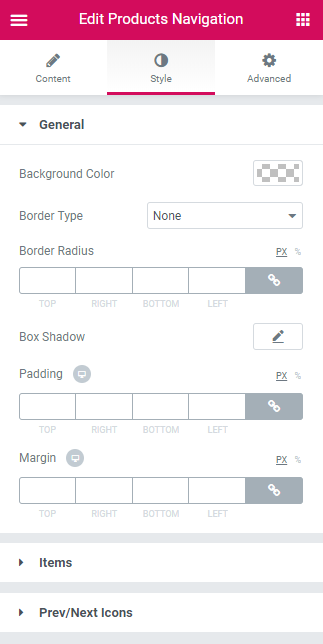 Edit Products Navigation
Content Style Advanced
General
Background Color
Border Type None
Border Radius PX %
TOP RIGHT BOTTOM LEFT
Box Shadow
Padding PX %
TOP RIGHT BOTTOM LEFT
Margin PX %
TOP RIGHT BOTTOM LEFT
Items
Prev/Next Icons